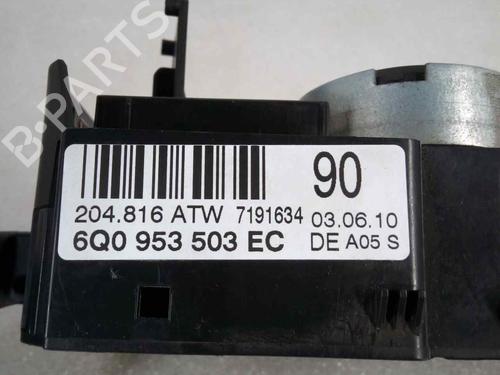 B-PARTS
90
204.816 ATW 7191634 03.06.10
6Q0 953 503 EC DE A05 S